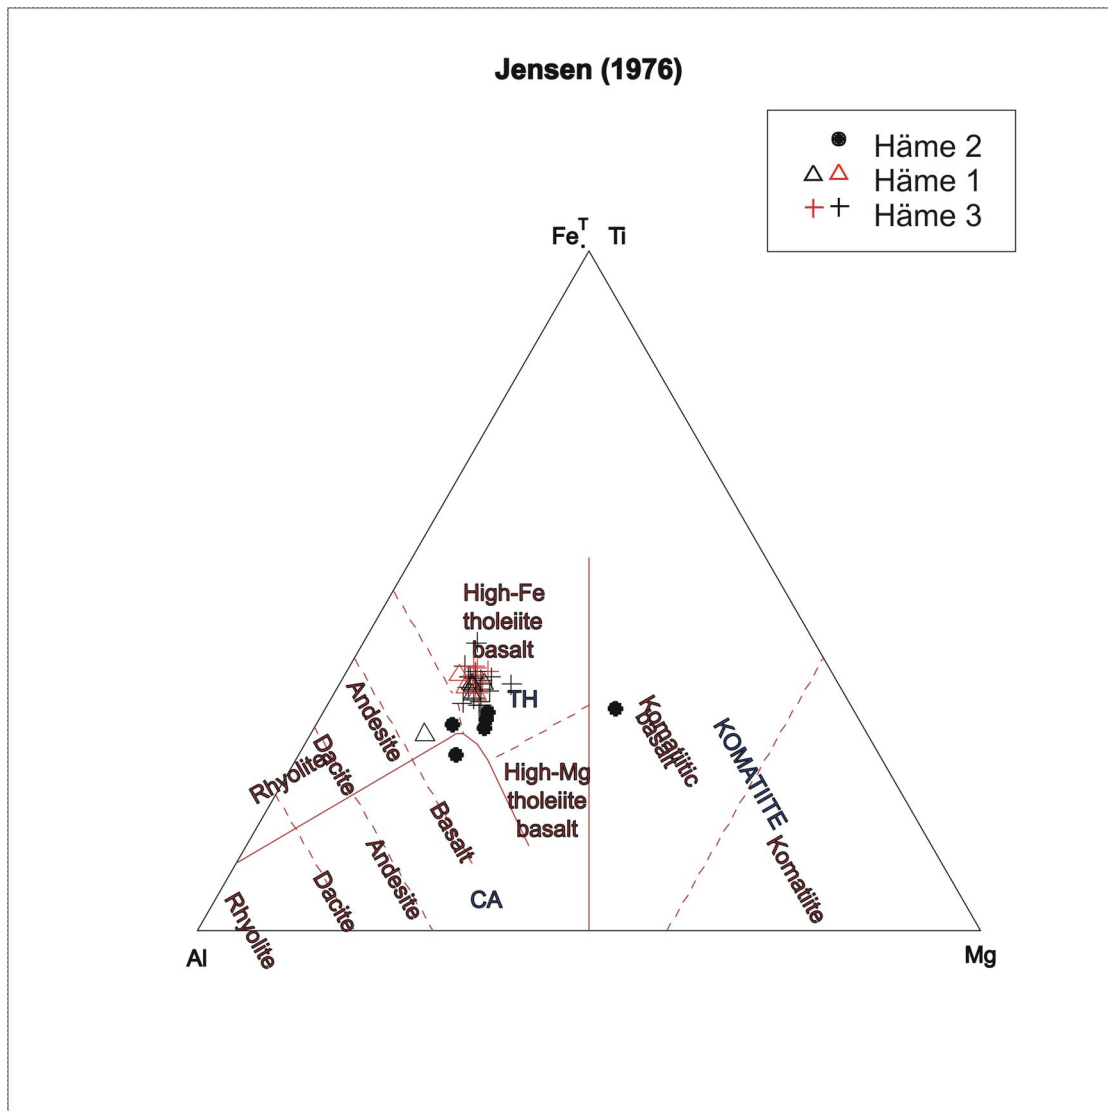 Jensen (1976)
Häme 2
Häme 1
Häme 3
Fe.T Ti
High-Fe
tholeiite
basalt
TH
Andesite
Dacite
Rhyolite
Komatiitic
basalt
KOMATIITE
Komatiite
High-Mg
tholeiite
basalt
Basalt
Andesite
Dacite
Rhyolite
CA
Al
Mg